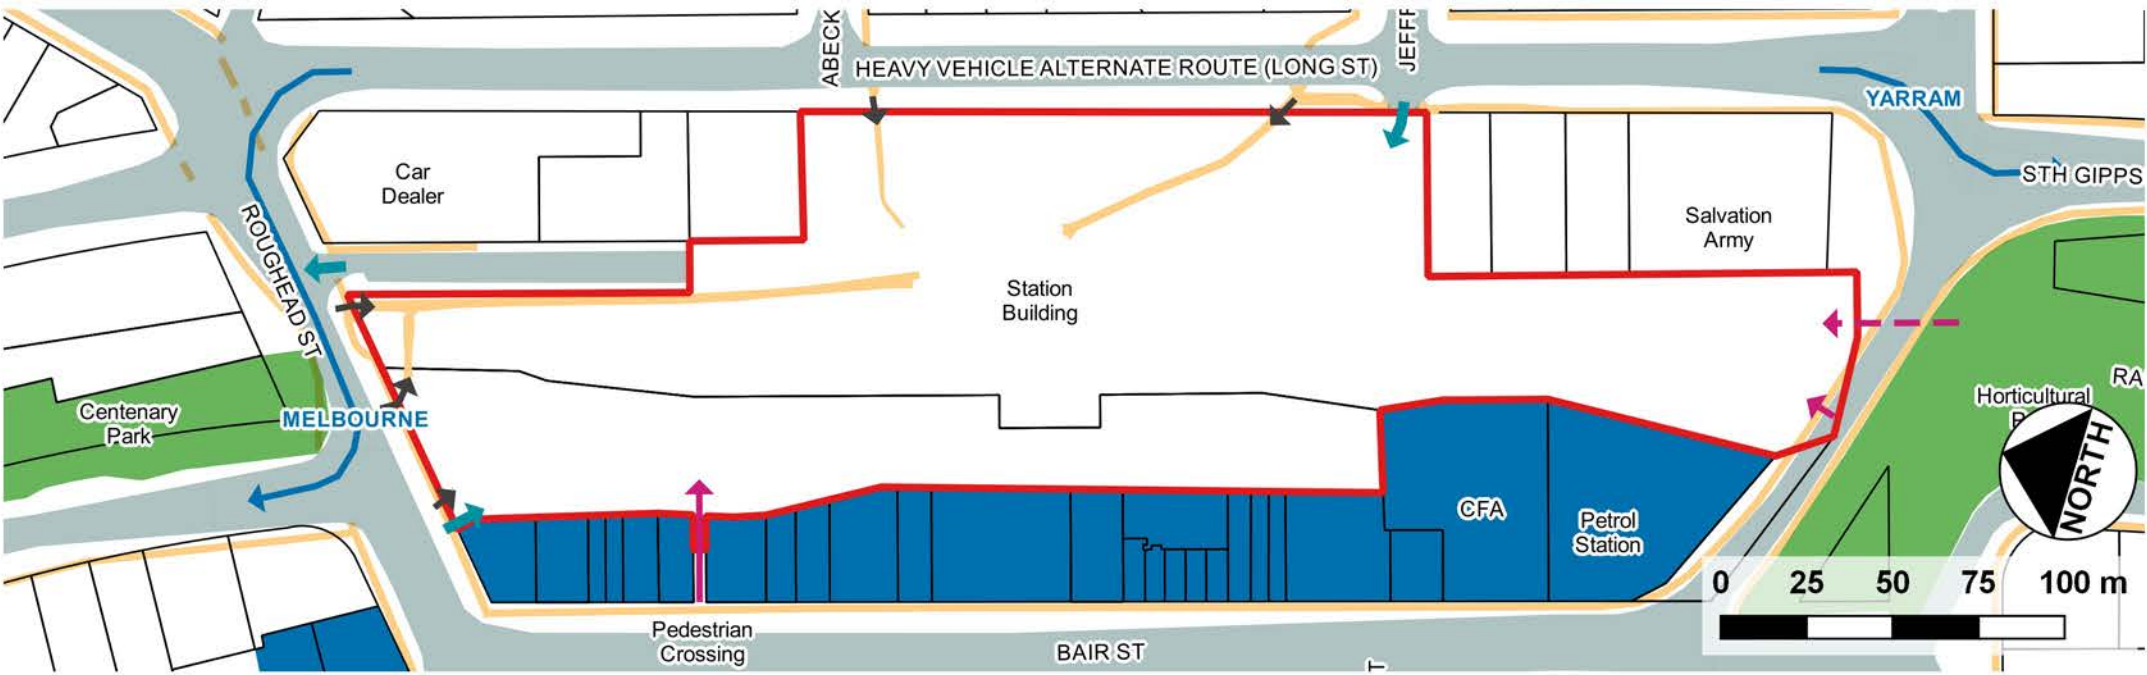 ABECK
JEFFR
HEAVY VEHICLE ALTERNATE ROUTE (LONG ST)
YARRAM
Car
Dealer
STH GIPPS
ROUGHEAD ST
Salvation
Army
Station
Building
RA
Centenary
Park
MELBOURNE
Horticultural
NORTH
CFA
Petrol
Station
0 25 50 75 100 m
Pedestrian
Crossing
BAIR ST
T